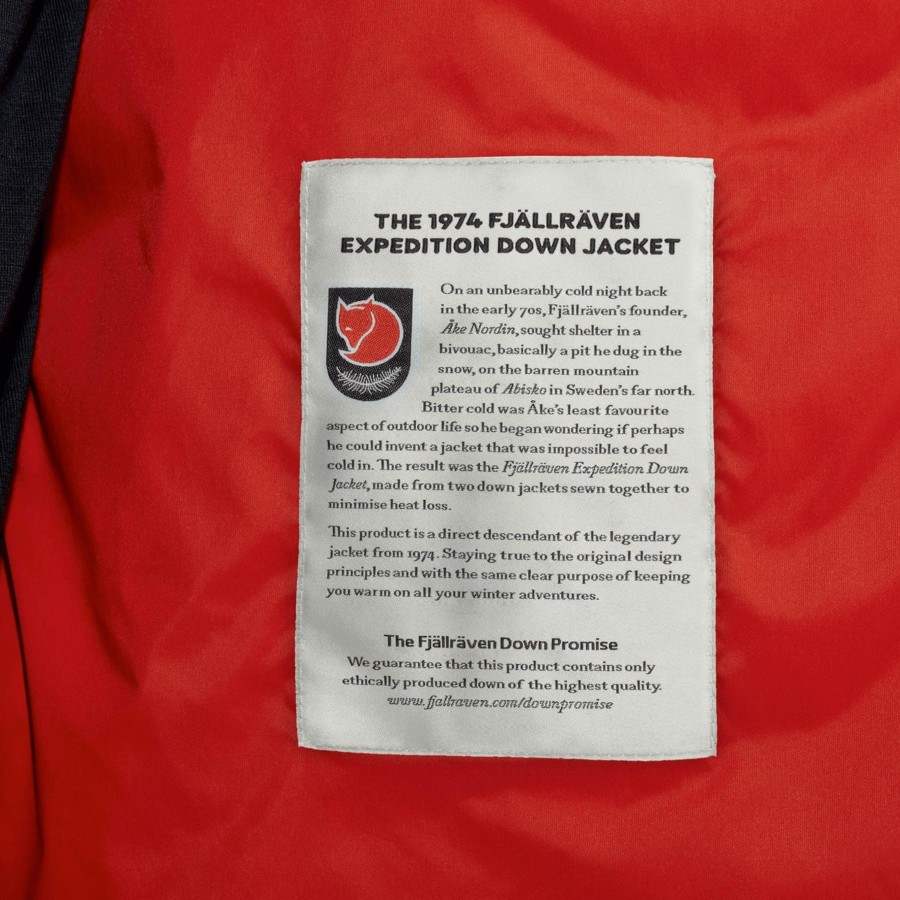 THE 1974 FJÄLLRÄVEN
EXPEDITION DOWN JACKET
On an unbearably cold night back
in the early 70s, Fjällräven's founder,
Åke Nordin, sought shelter in a
bivouac, basically a pit he dug in the
snow, on the barren mountain
plateau of Abisko in Sweden's far north.
Bitter cold was Åke's least favourite
aspect of outdoor life so he began wondering if perhaps
he could invent a jacket that was impossible to feel
cold in. The result was the Fjällräven Expedition Down
Jacket, made from two down jackets sewn together to
minimise heat loss.
This product is a direct descendant of the legendary
jacket from 1974. Staying true to the original design
principles and with the same clear purpose of keeping
you warm on all your winter adventures.
The Fjällräven Down Promise
We guarantee that this product contains only
ethically produced down of the highest quality.
www.fjallraven.com/downpromise